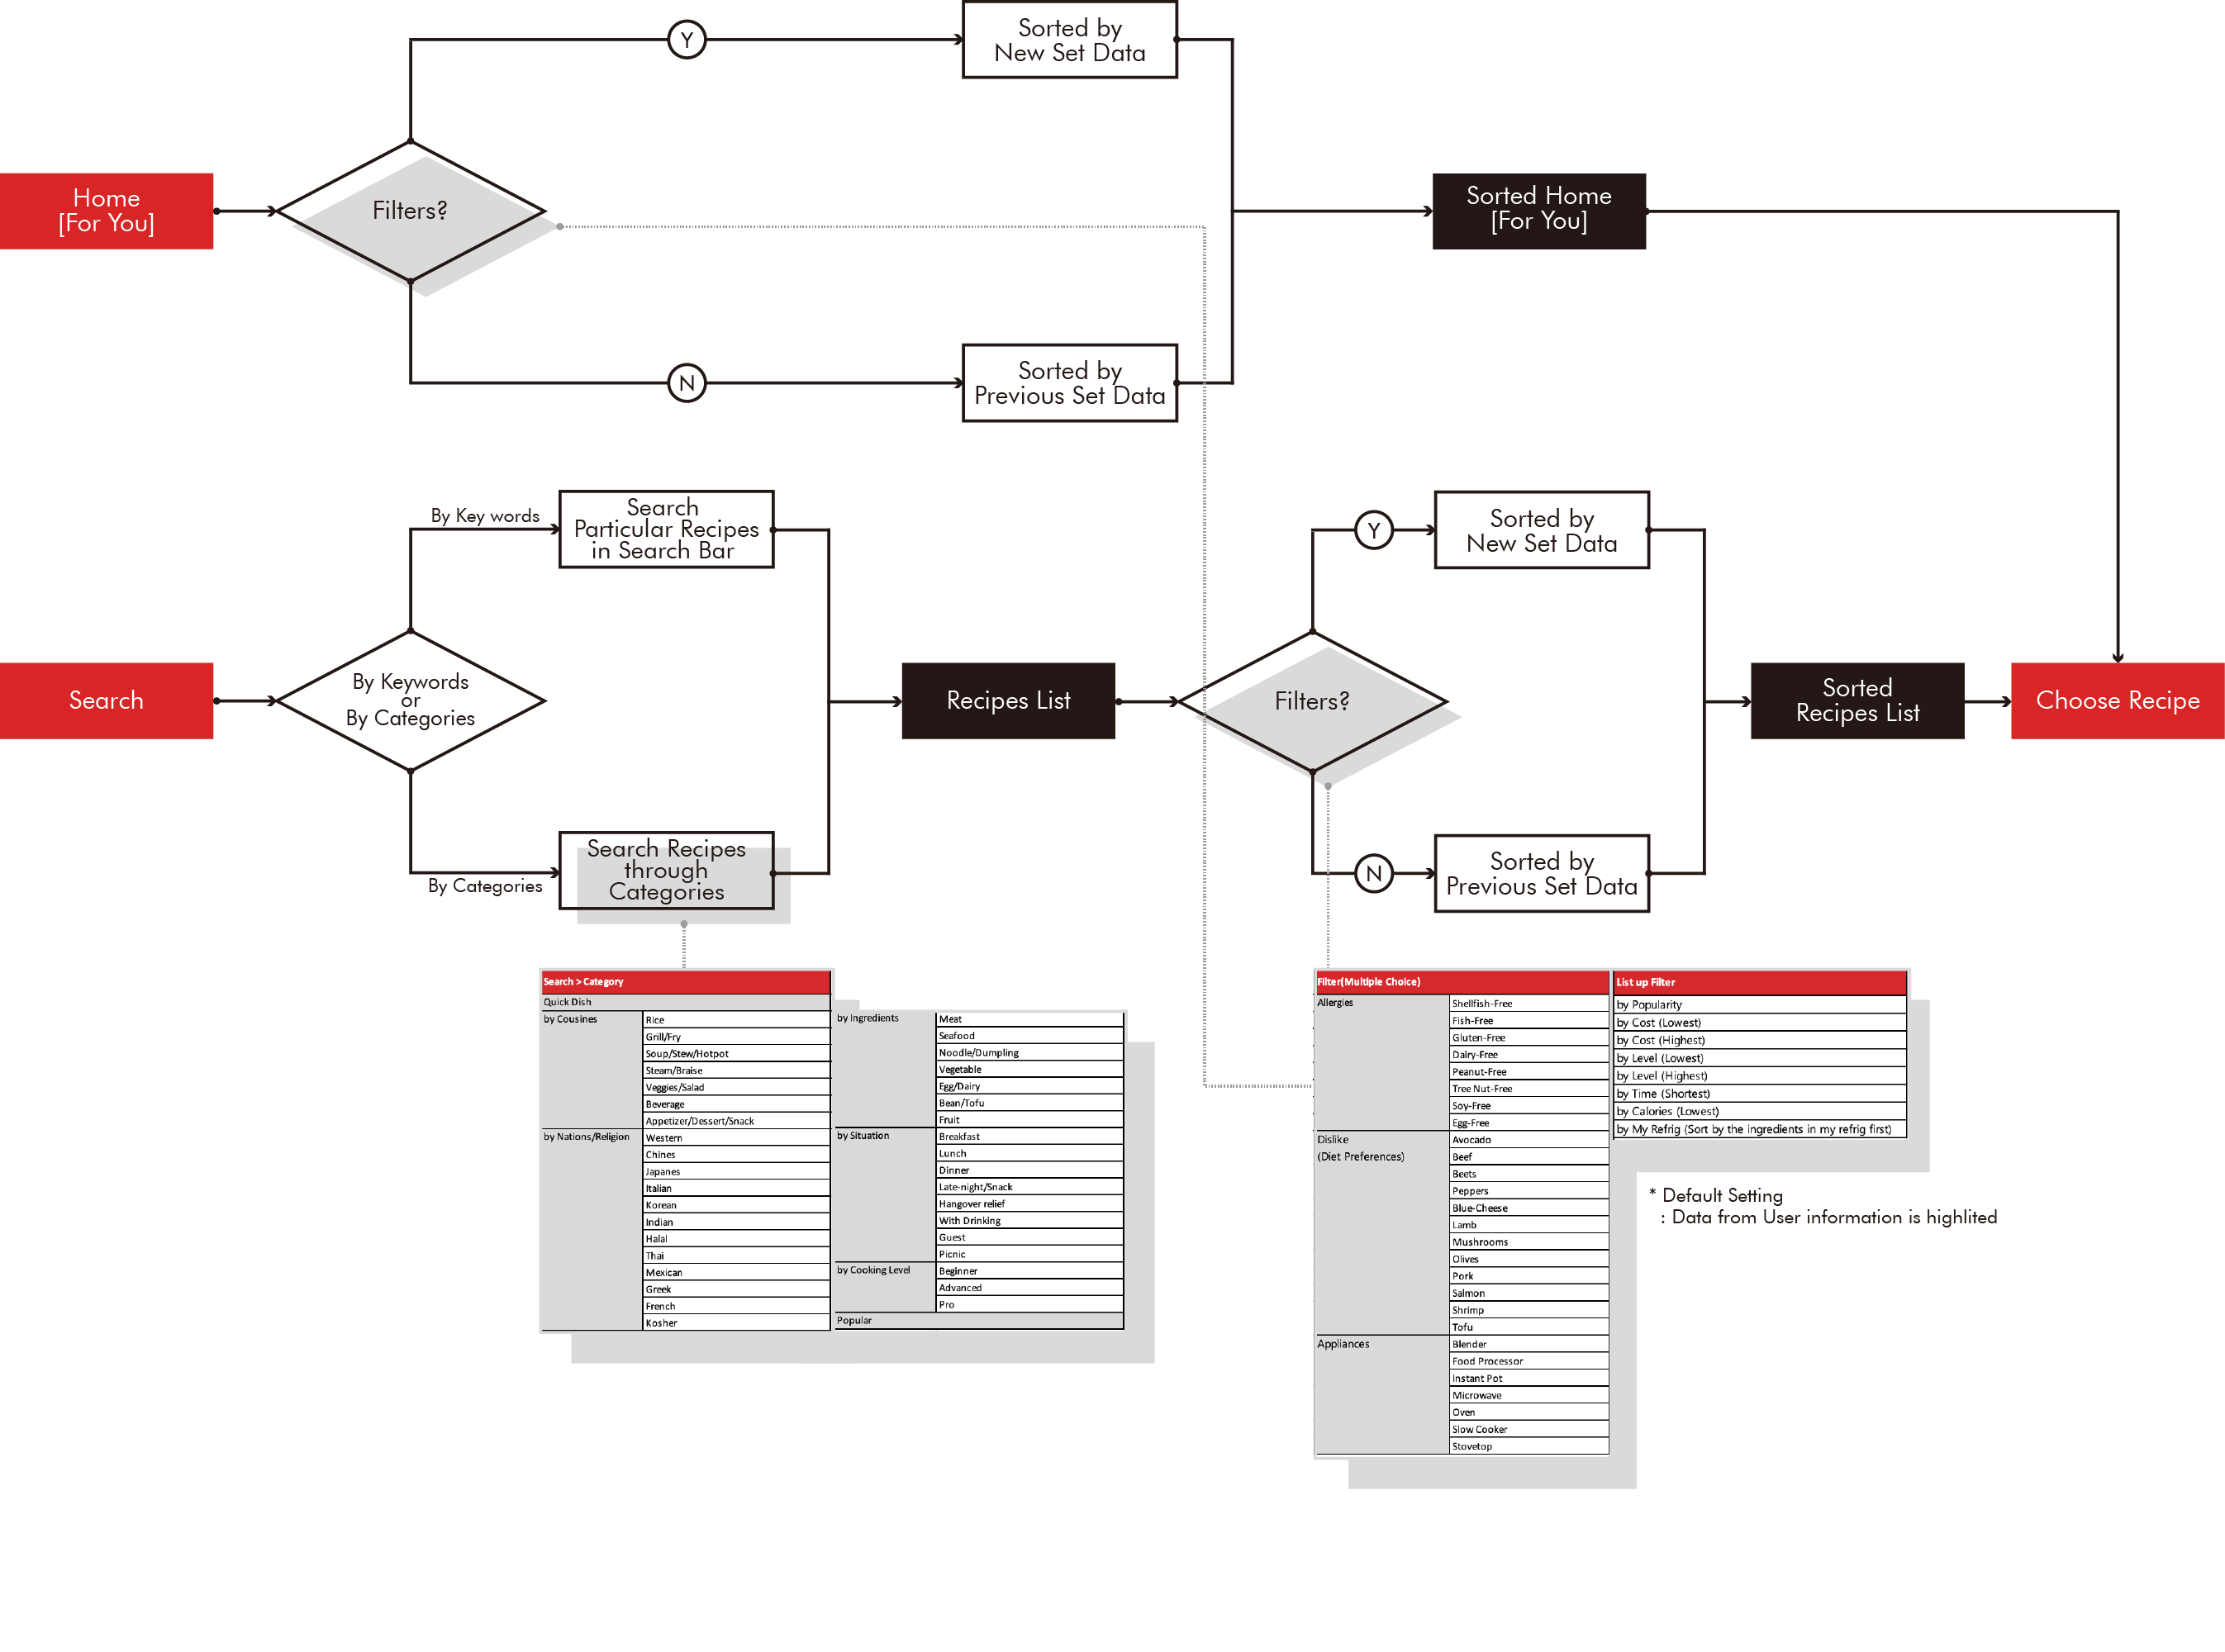 Sorted by
New Set Data
Y
Home
[For You]
Filters?
Sorted Home
[For You]
N
Sorted by
Previous Set Data
By Key words
Search
Particular Recipes
in Search Bar
Y
Sorted by
New Set Data
Search
By Keywords
or
By Categories
Recipes List
Filters?
Sorted
Recipes List
Choose Recipe
By Categories
Search Recipes
through
Categories
N
Sorted by
Previous Set Data
Search > Category
Quick Dish
by Cousines
Rice
Grill/Fry
Soup/Stew/Hotpot
Steam/Braise
Veggies/Salad
Beverage
Appetizer/Dessert/Snack
by Nations/Religion
Western
Chines
Japanes
Italian
Korean
Indian
Halal
Thai
Mexican
Greek
French
Kosher
by Ingredients
Meat
Seafood
Noodle/Dumpling
Vegetable
Egg/Dairy
Bean/Tofu
Fruit
by Situation
Breakfast
Lunch
Dinner
Late-night/Snack
Hangover relief
With Drinking
Guest
Picnic
by Cooking Level
Beginner
Advanced
Pro
Popular
Filter(Multiple Choice)
Allergies
Shellfish-Free
Fish-Free
Gluten-Free
Dairy-Free
Peanut-Free
Tree Nut-Free
Soy-Free
Egg-Free
Dislike
(Diet Preferences)
Avocado
Beef
Beets
Peppers
Blue-Cheese
Lamb
Mushrooms
Olives
Pork
Salmon
Shrimp
Tofu
Appliances
Blender
Food Processor
Instant Pot
Microwave
Oven
Slow Cooker
Stovetop
List up Filter
by Popularity
by Cost (Lowest)
by Cost (Highest)
by Level (Lowest)
by Level (Highest)
by Time (Shortest)
by Calories (Lowest)
by My Refrig (Sort by the ingredients in my refrig first)
* Default Setting
: Data from User information is highlited